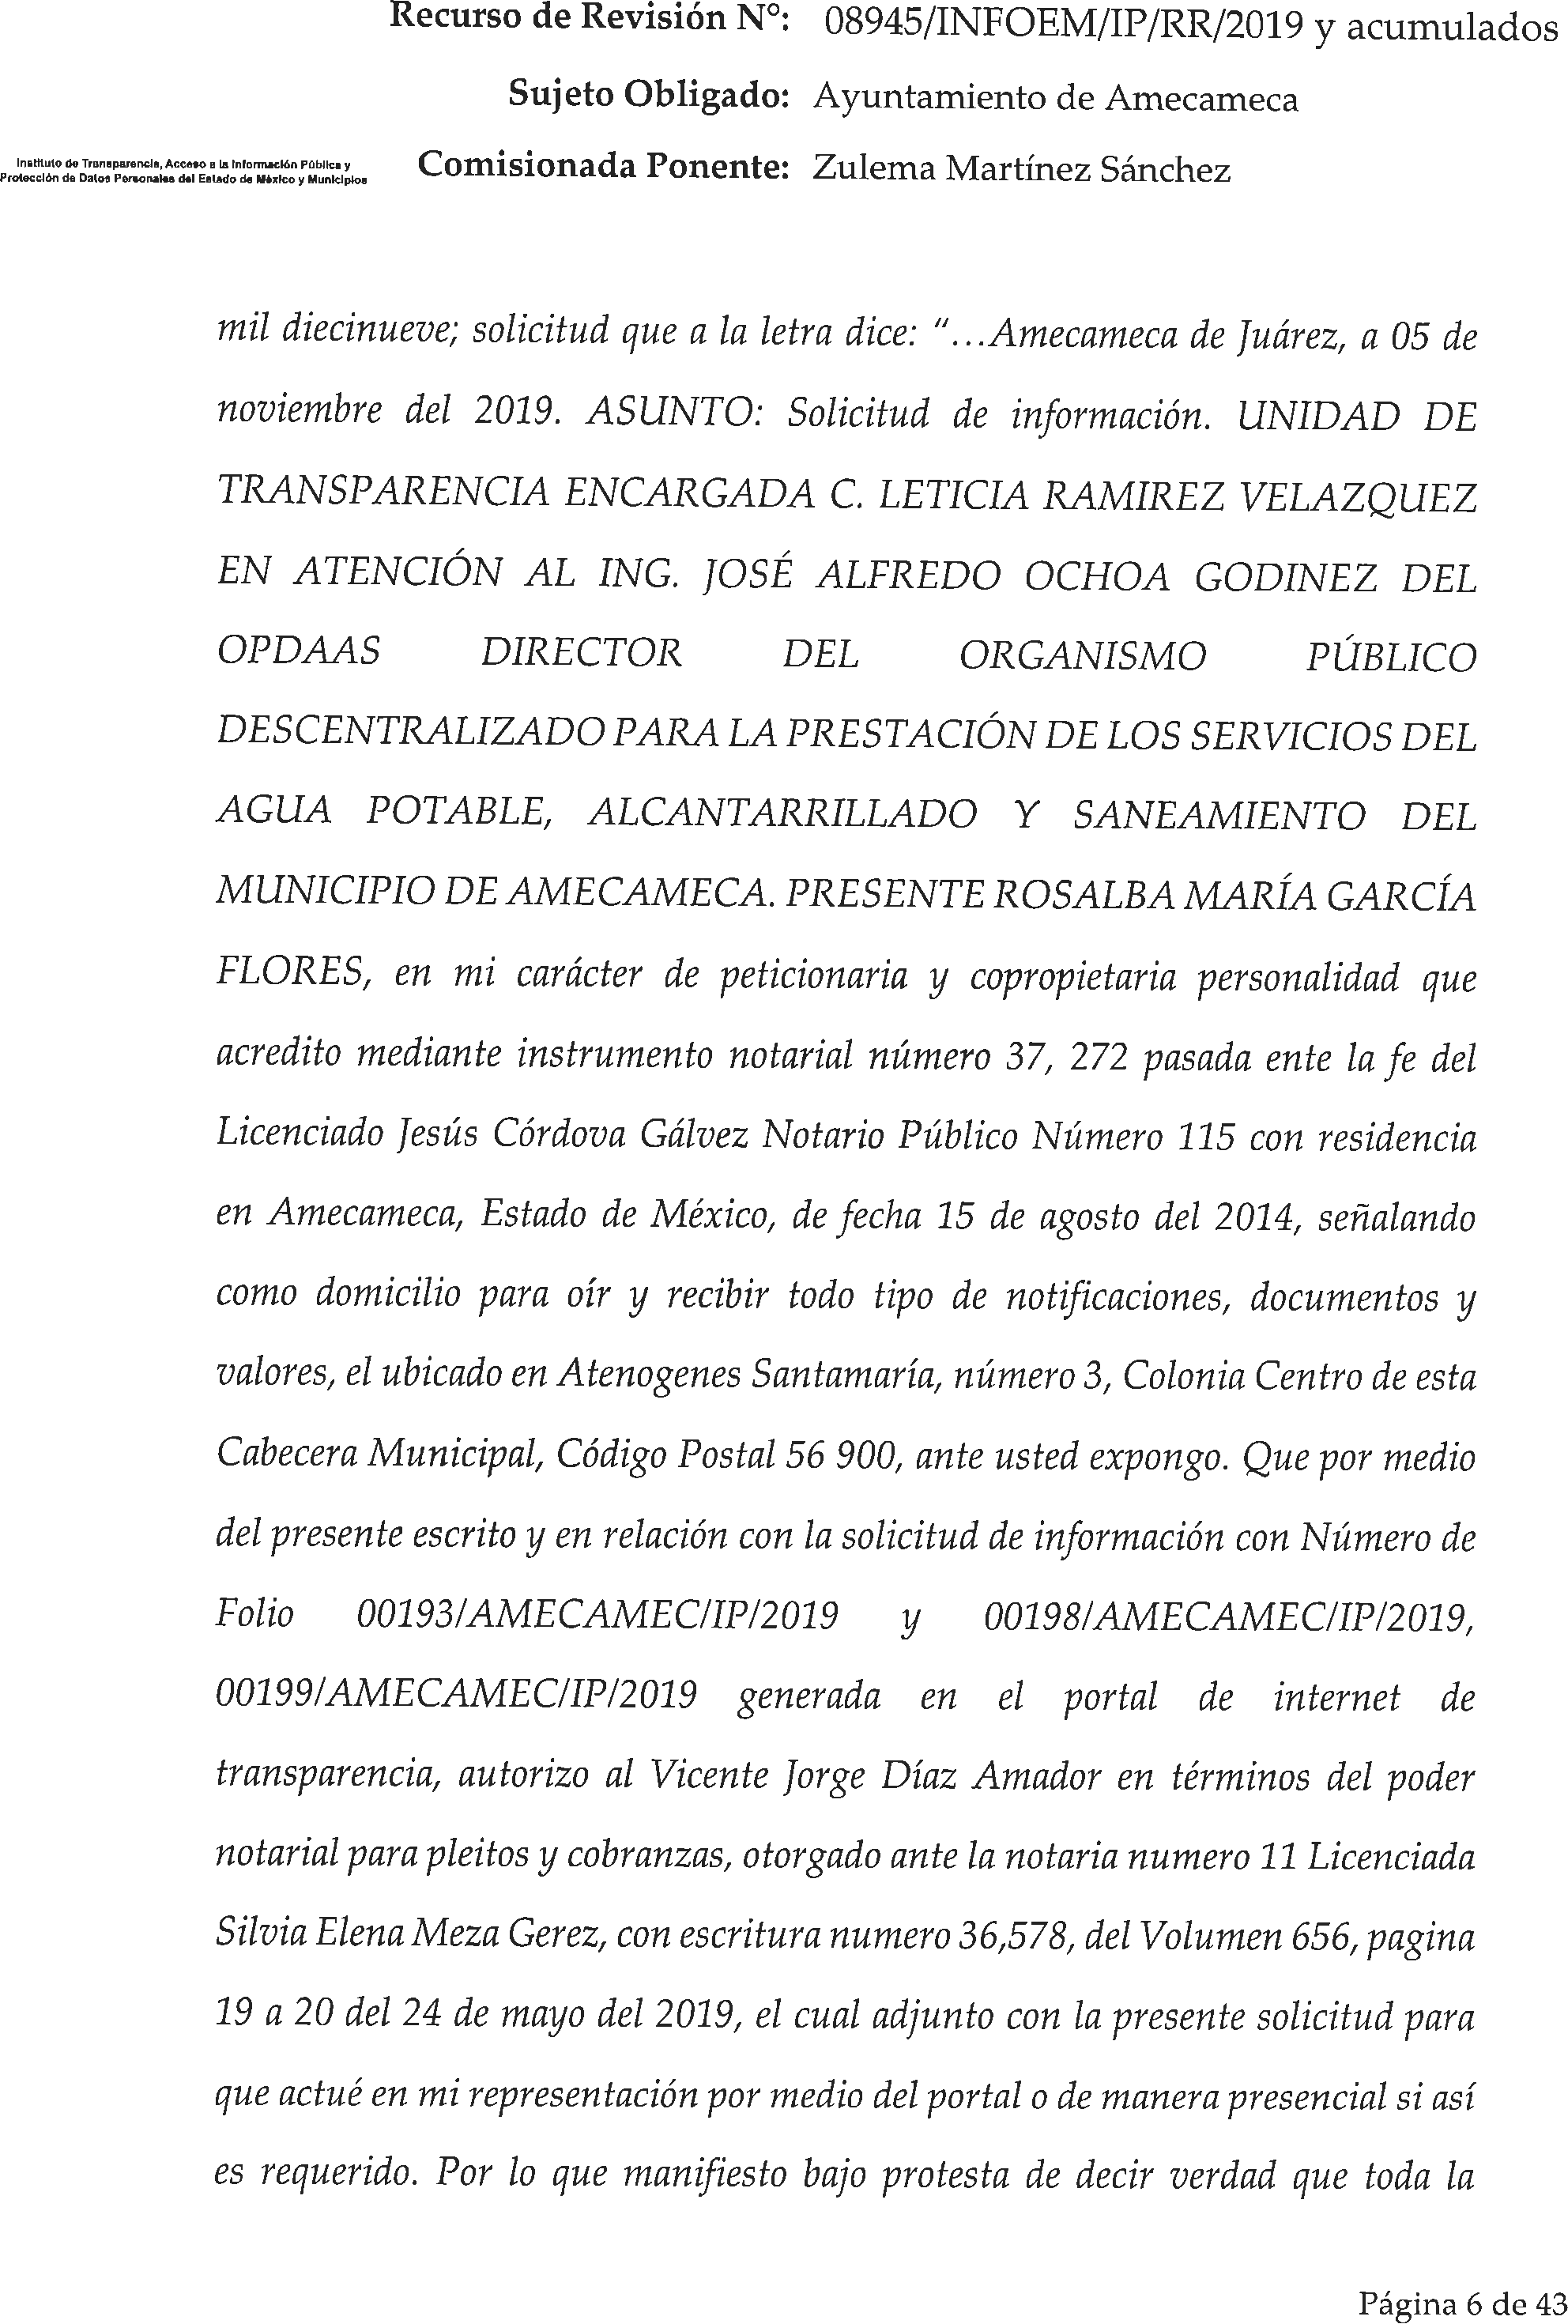 Recurso de Revisión N°: 08945/INFOEM/IP/RR/2019 y acumulados
Sujeto Obligado: Ayuntamiento de Amecameca
Instituto de Transparencia, Acceso a la Información Pública y
Protección de Datos Personales del Estado de México y Municipios
Comisionada Ponente: Zulema Martínez Sánchez
mil diecinueve; solicitud que a la letra dice: "…Amecameca de Juárez, a 05 de
noviembre del 2019. ASUNTO: Solicitud de información. UNIDAD DE
TRANSPARENCIA ENCARGADA C. LETICIA RAMIREZ VELAZQUEZ
EN ATENCIÓN AL ING. JOSÉ ALFREDO OCHOA GODINEZ DEL
OPDAAS DIRECTOR DEL ORGANISMO PÚBLICO
DESCENTRALIZADO PARA LA PRESTACIÓN DE LOS SERVICIOS DEL
AGUA POTABLE, ALCANTARRILLADO Y SANEAMIENTO DEL
MUNICIPIO DE AMECAMECA. PRESENTE ROSALBA MARÍA GARCÍA
FLORES, en mi carácter de peticionaria y copropietaria personalidad que
acredito mediante instrumento notarial número 37, 272 pasada ente la fe del
Licenciado Jesús Córdova Gálvez Notario Público Número 115 con residencia
en Amecameca, Estado de México, de fecha 15 de agosto del 2014, señalando
como domicilio para oír y recibir todo tipo de notificaciones, documentos y
valores, el ubicado en Atenogenes Santamaría, número 3, Colonia Centro de esta
Cabecera Municipal, Código Postal 56 900, ante usted expongo. Que por medio
del presente escrito y en relación con la solicitud de información con Número de
Folio 00193/AMECAMEC/IP/2019 y 00198/AMECAMEC/IP/2019,
00199/AMECAMEC/IP/2019 generada en el portal de internet de
transparencia, autorizo al Vicente Jorge Díaz Amador en términos del poder
notarial para pleitos y cobranzas, otorgado ante la notaria numero 11 Licenciada
Silvia Elena Meza Gerez, con escritura numero 36,578, del Volumen 656, pagina
19 a 20 del 24 de mayo del 2019, el cual adjunto con la presente solicitud para
que actué en mi representación por medio del portal o de manera presencial si así
es requerido. Por lo que manifiesto bajo protesta de decir verdad que toda la
Página 6 de 43